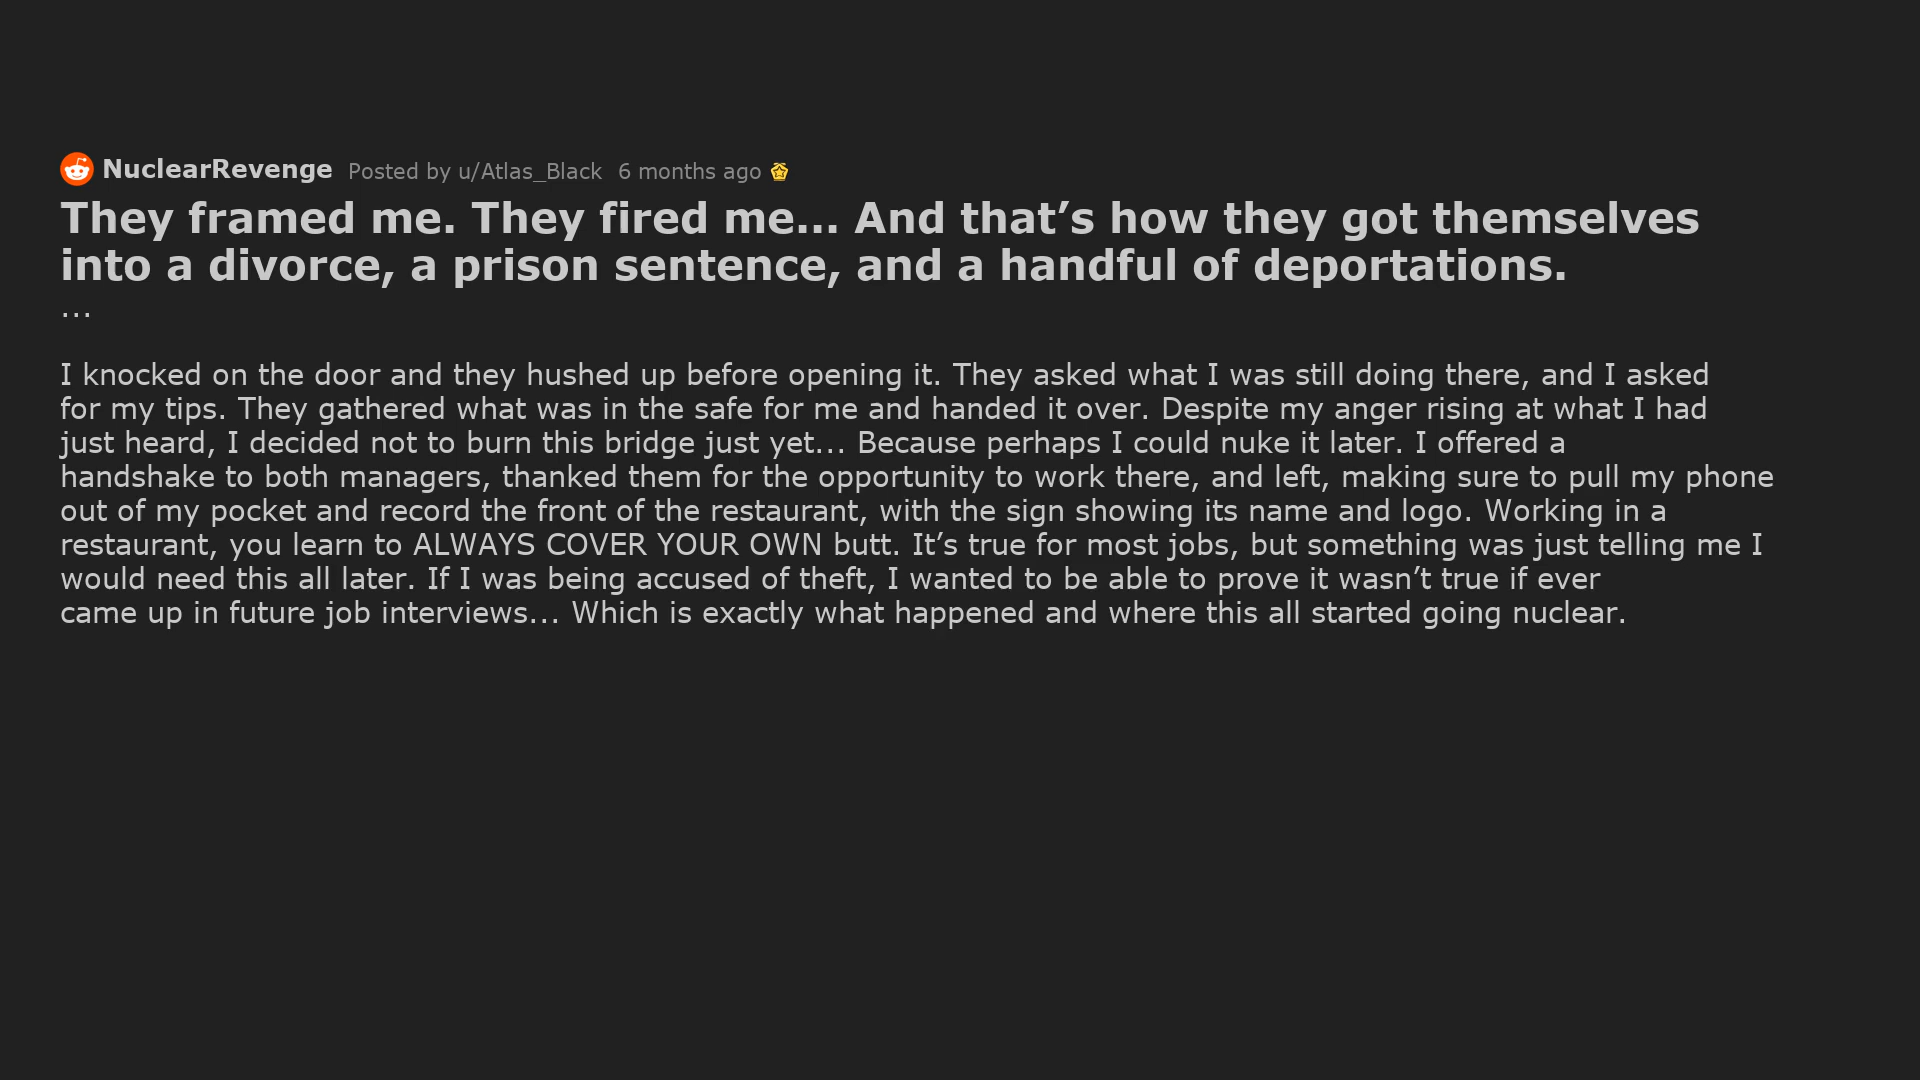 NuclearRevenge Posted by u/Atlas_Black 6 months ago
They framed me. They fired me... And that’s how they got themselves
into a divorce, a prison sentence, and a handful of deportations.
...
I knocked on the door and they hushed up before opening it. They asked what I was still doing there, and I asked
for my tips. They gathered what was in the safe for me and handed it over. Despite my anger rising at what I had
just heard, I decided not to burn this bridge just yet... Because perhaps I could nuke it later. I offered a
handshake to both managers, thanked them for the opportunity to work there, and left, making sure to pull my phone
out of my pocket and record the front of the restaurant, with the sign showing its name and logo. Working in a
restaurant, you learn to ALWAYS COVER YOUR OWN butt. It’s true for most jobs, but something was just telling me I
would need this all later. If I was being accused of theft, I wanted to be able to prove it wasn’t true if ever
came up in future job interviews... Which is exactly what happened and where this all started going nuclear.